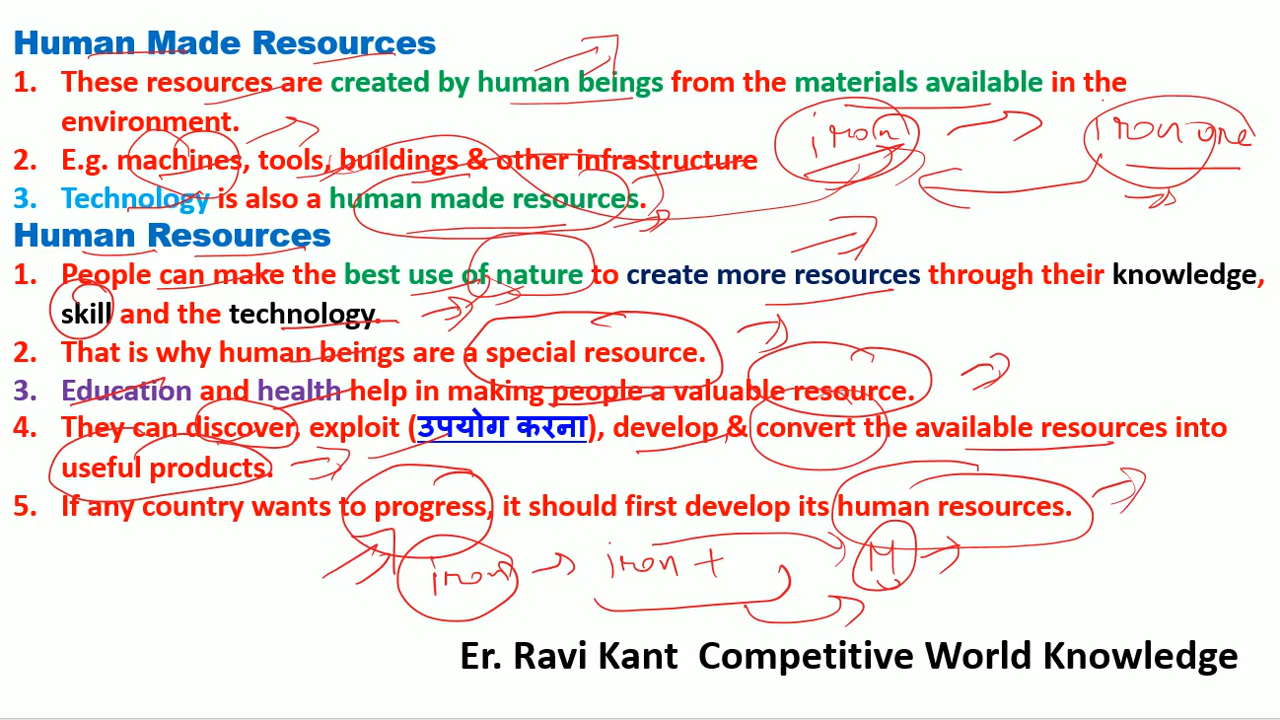 Human Made Resources
1. These resources are created by human beings from the materials available in the
environment.
2. E.g. machines, tools, buildings & other infrastructure
iron
iron ore
3. Technology is also a human made resources.
Human Resources
1. People can make the best use of nature to create more resources through their knowledge,
skill and the technology.
2. That is why human beings are a special resource.
3. Education and health help in making people a valuable resource.
4. They can discover, exploit (उपयोग करना), develop & convert the available resources into
useful products.
5. If any country wants to progress, it should first develop its human resources.
iron iron + M
Er. Ravi Kant Competitive World Knowledge